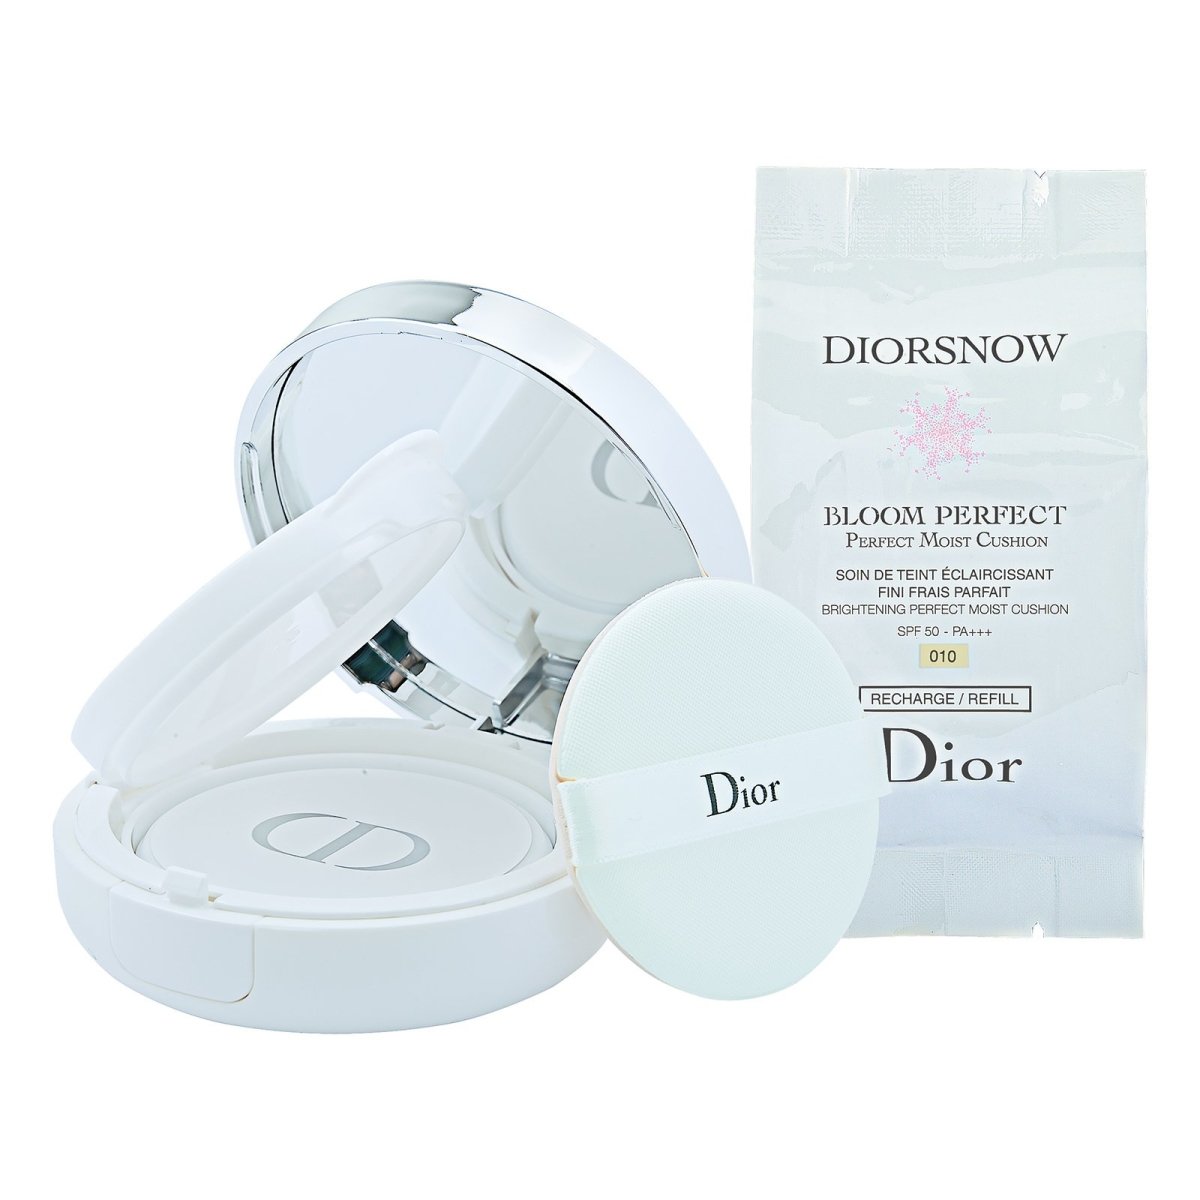 DIORSNOW
BLOOM PERFECT
PERFECT MOIST CUSHION
SOIN DE TEINT ÉCLAIRCISSANT
FINI FRAIS PARFAIT
BRIGHTENING PERFECT MOIST CUSHION
SPF 50 - PA+++
010
RECHARGE / REFILL
Dior
Dior
CD